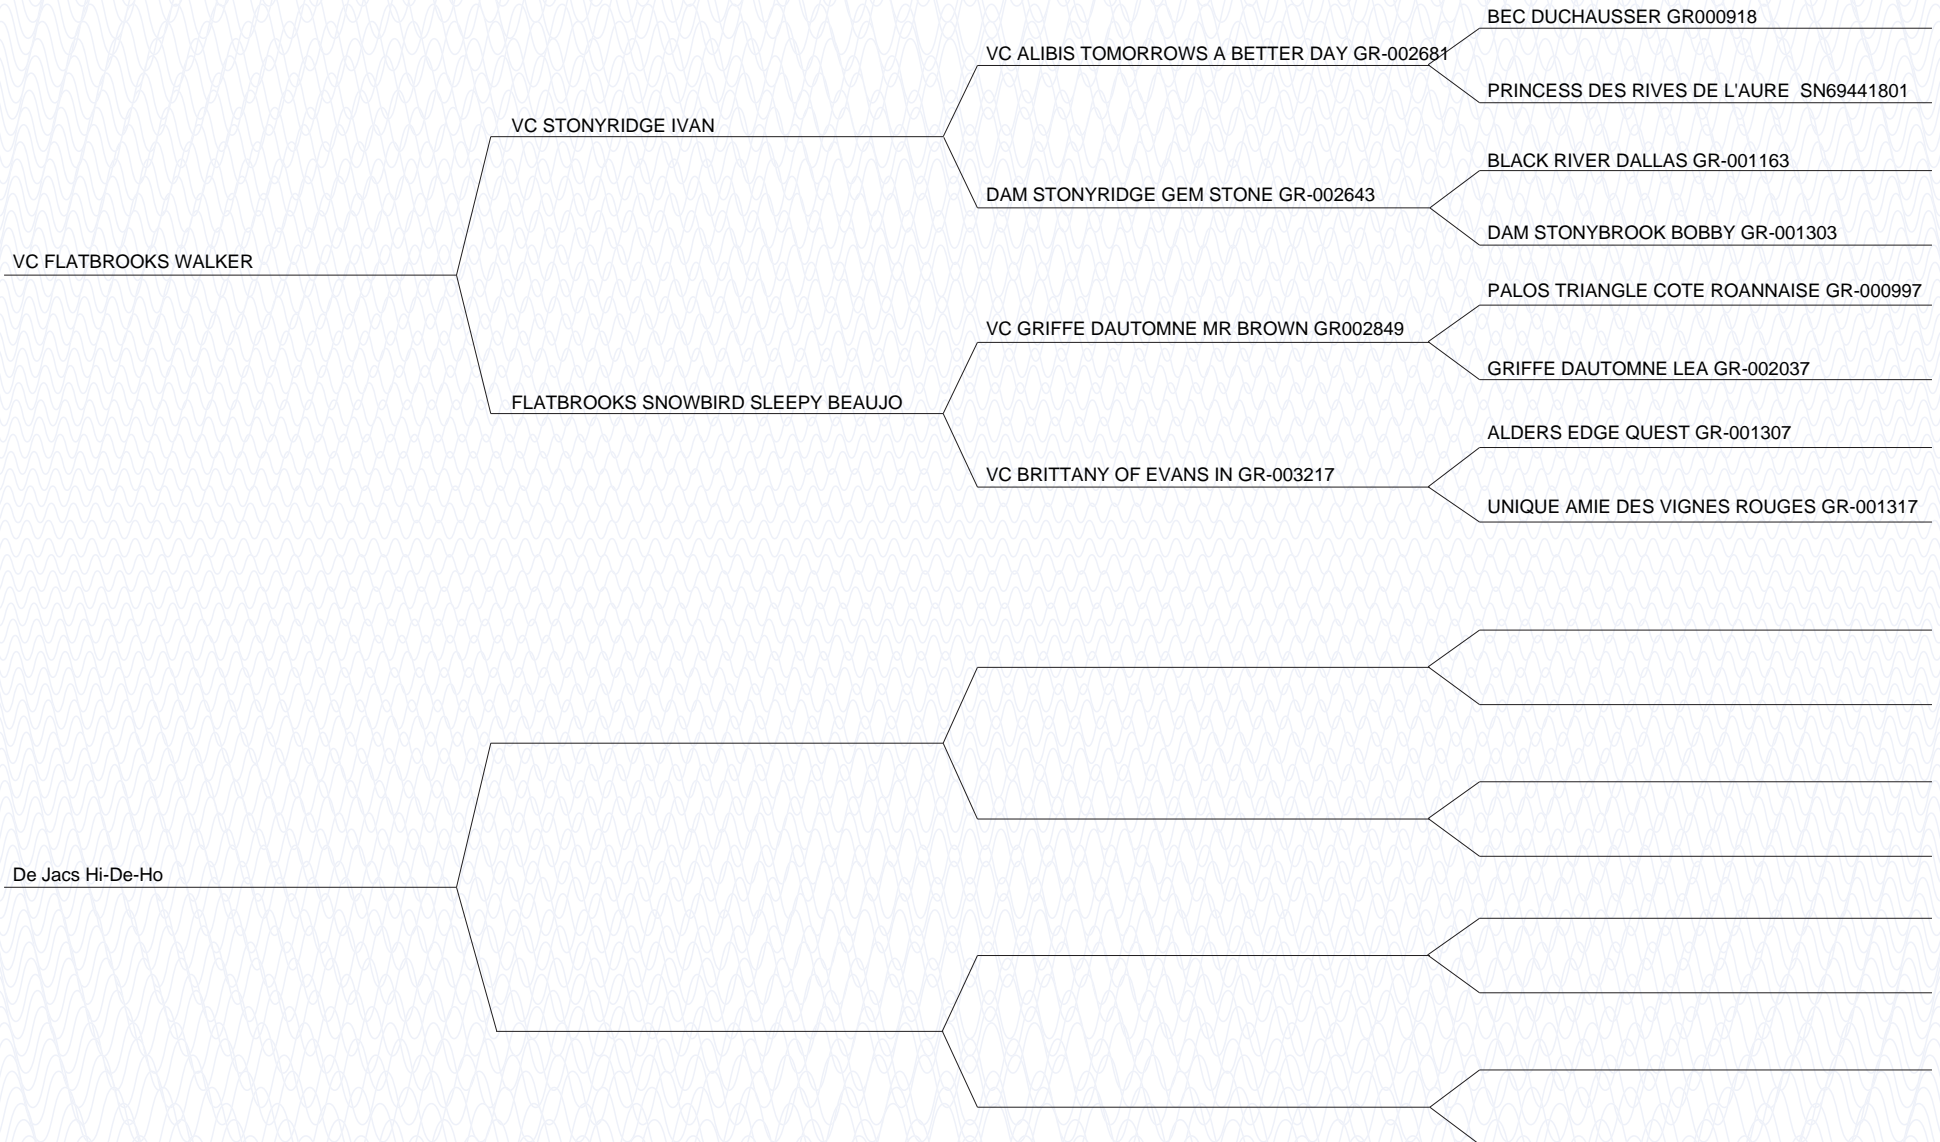 BEC DUCHAUSSER GR000918
VC ALIBIS TOMORROWS A BETTER DAY GR-002681
PRINCESS DES RIVES DE L'AURE  SN69441801
VC STONYRIDGE IVAN
BLACK RIVER DALLAS GR-001163
DAM STONYRIDGE GEM STONE GR-002643
DAM STONYBROOK BOBBY GR-001303
VC FLATBROOKS WALKER
PALOS TRIANGLE COTE ROANNAISE GR-000997
VC GRIFFE DAUTOMNE MR BROWN GR002849
GRIFFE DAUTOMNE LEA GR-002037
FLATBROOKS SNOWBIRD SLEEPY BEAUJO
ALDERS EDGE QUEST GR-001307
VC BRITTANY OF EVANS IN GR-003217
UNIQUE AMIE DES VIGNES ROUGES GR-001317
De Jacs Hi-De-Ho